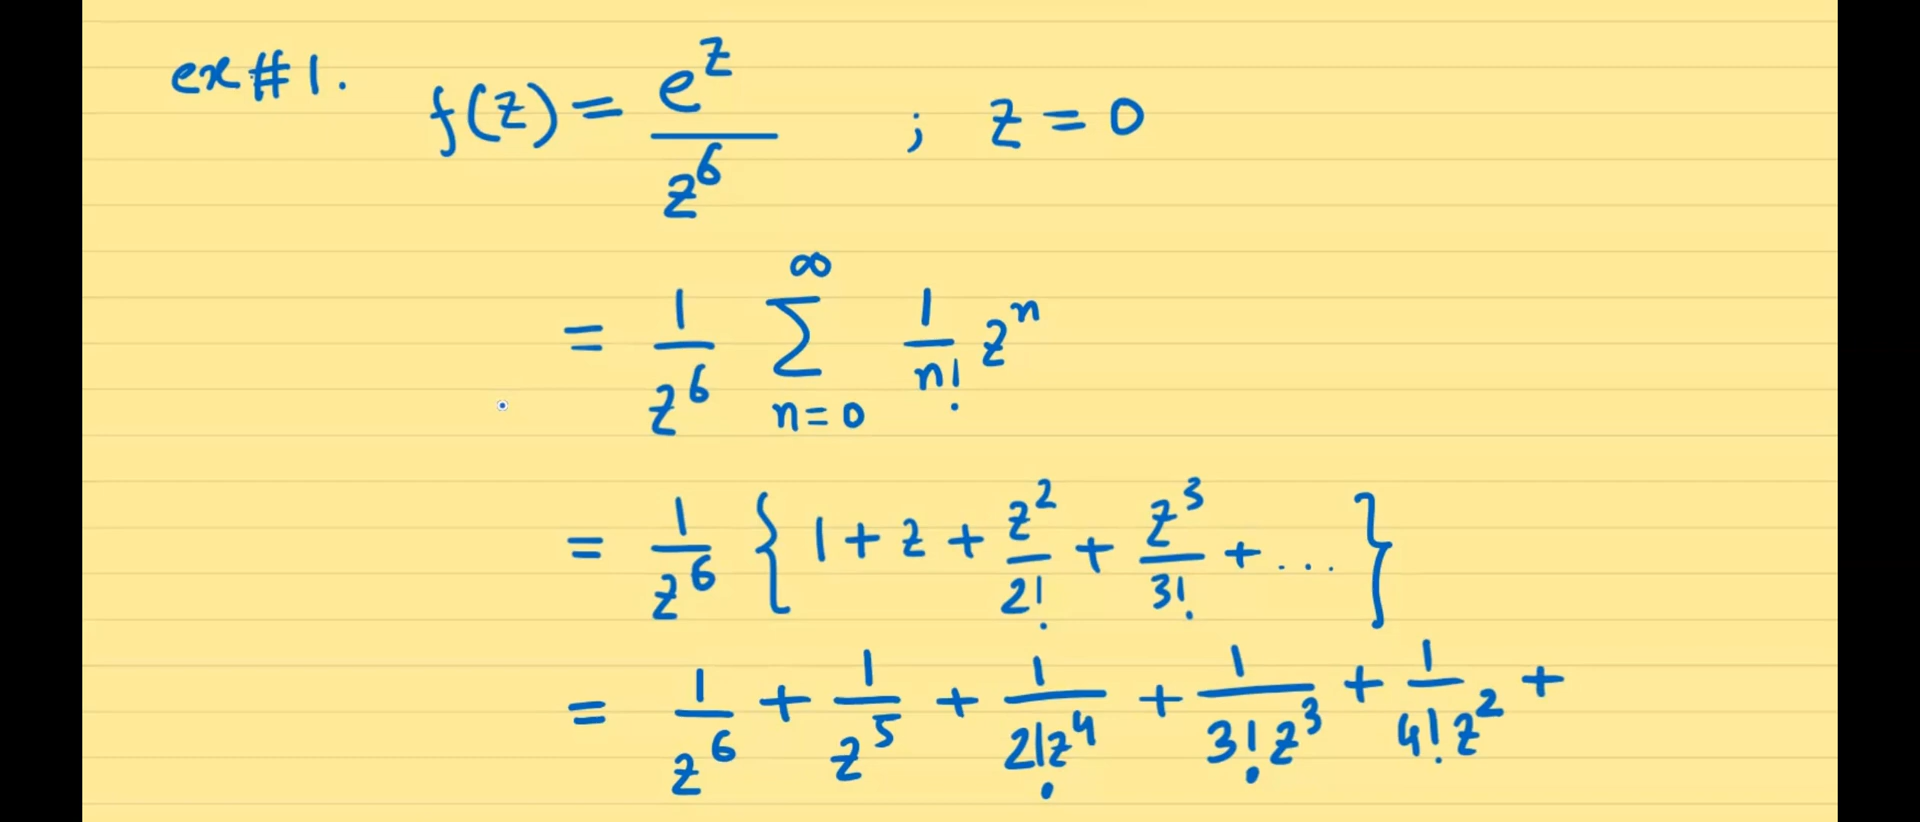 ex#1. f(z) = e^z / z^6 ; z = 0
= 1/z^6 ∑_{n=0}^{∞} 1/n! z^n
= 1/z^6 { 1 + z + z^2/2! + z^3/3! + ... }
= 1/z^6 + 1/z^5 + 1/2!z^4 + 1/3!z^3 + 1/4!z^2 +